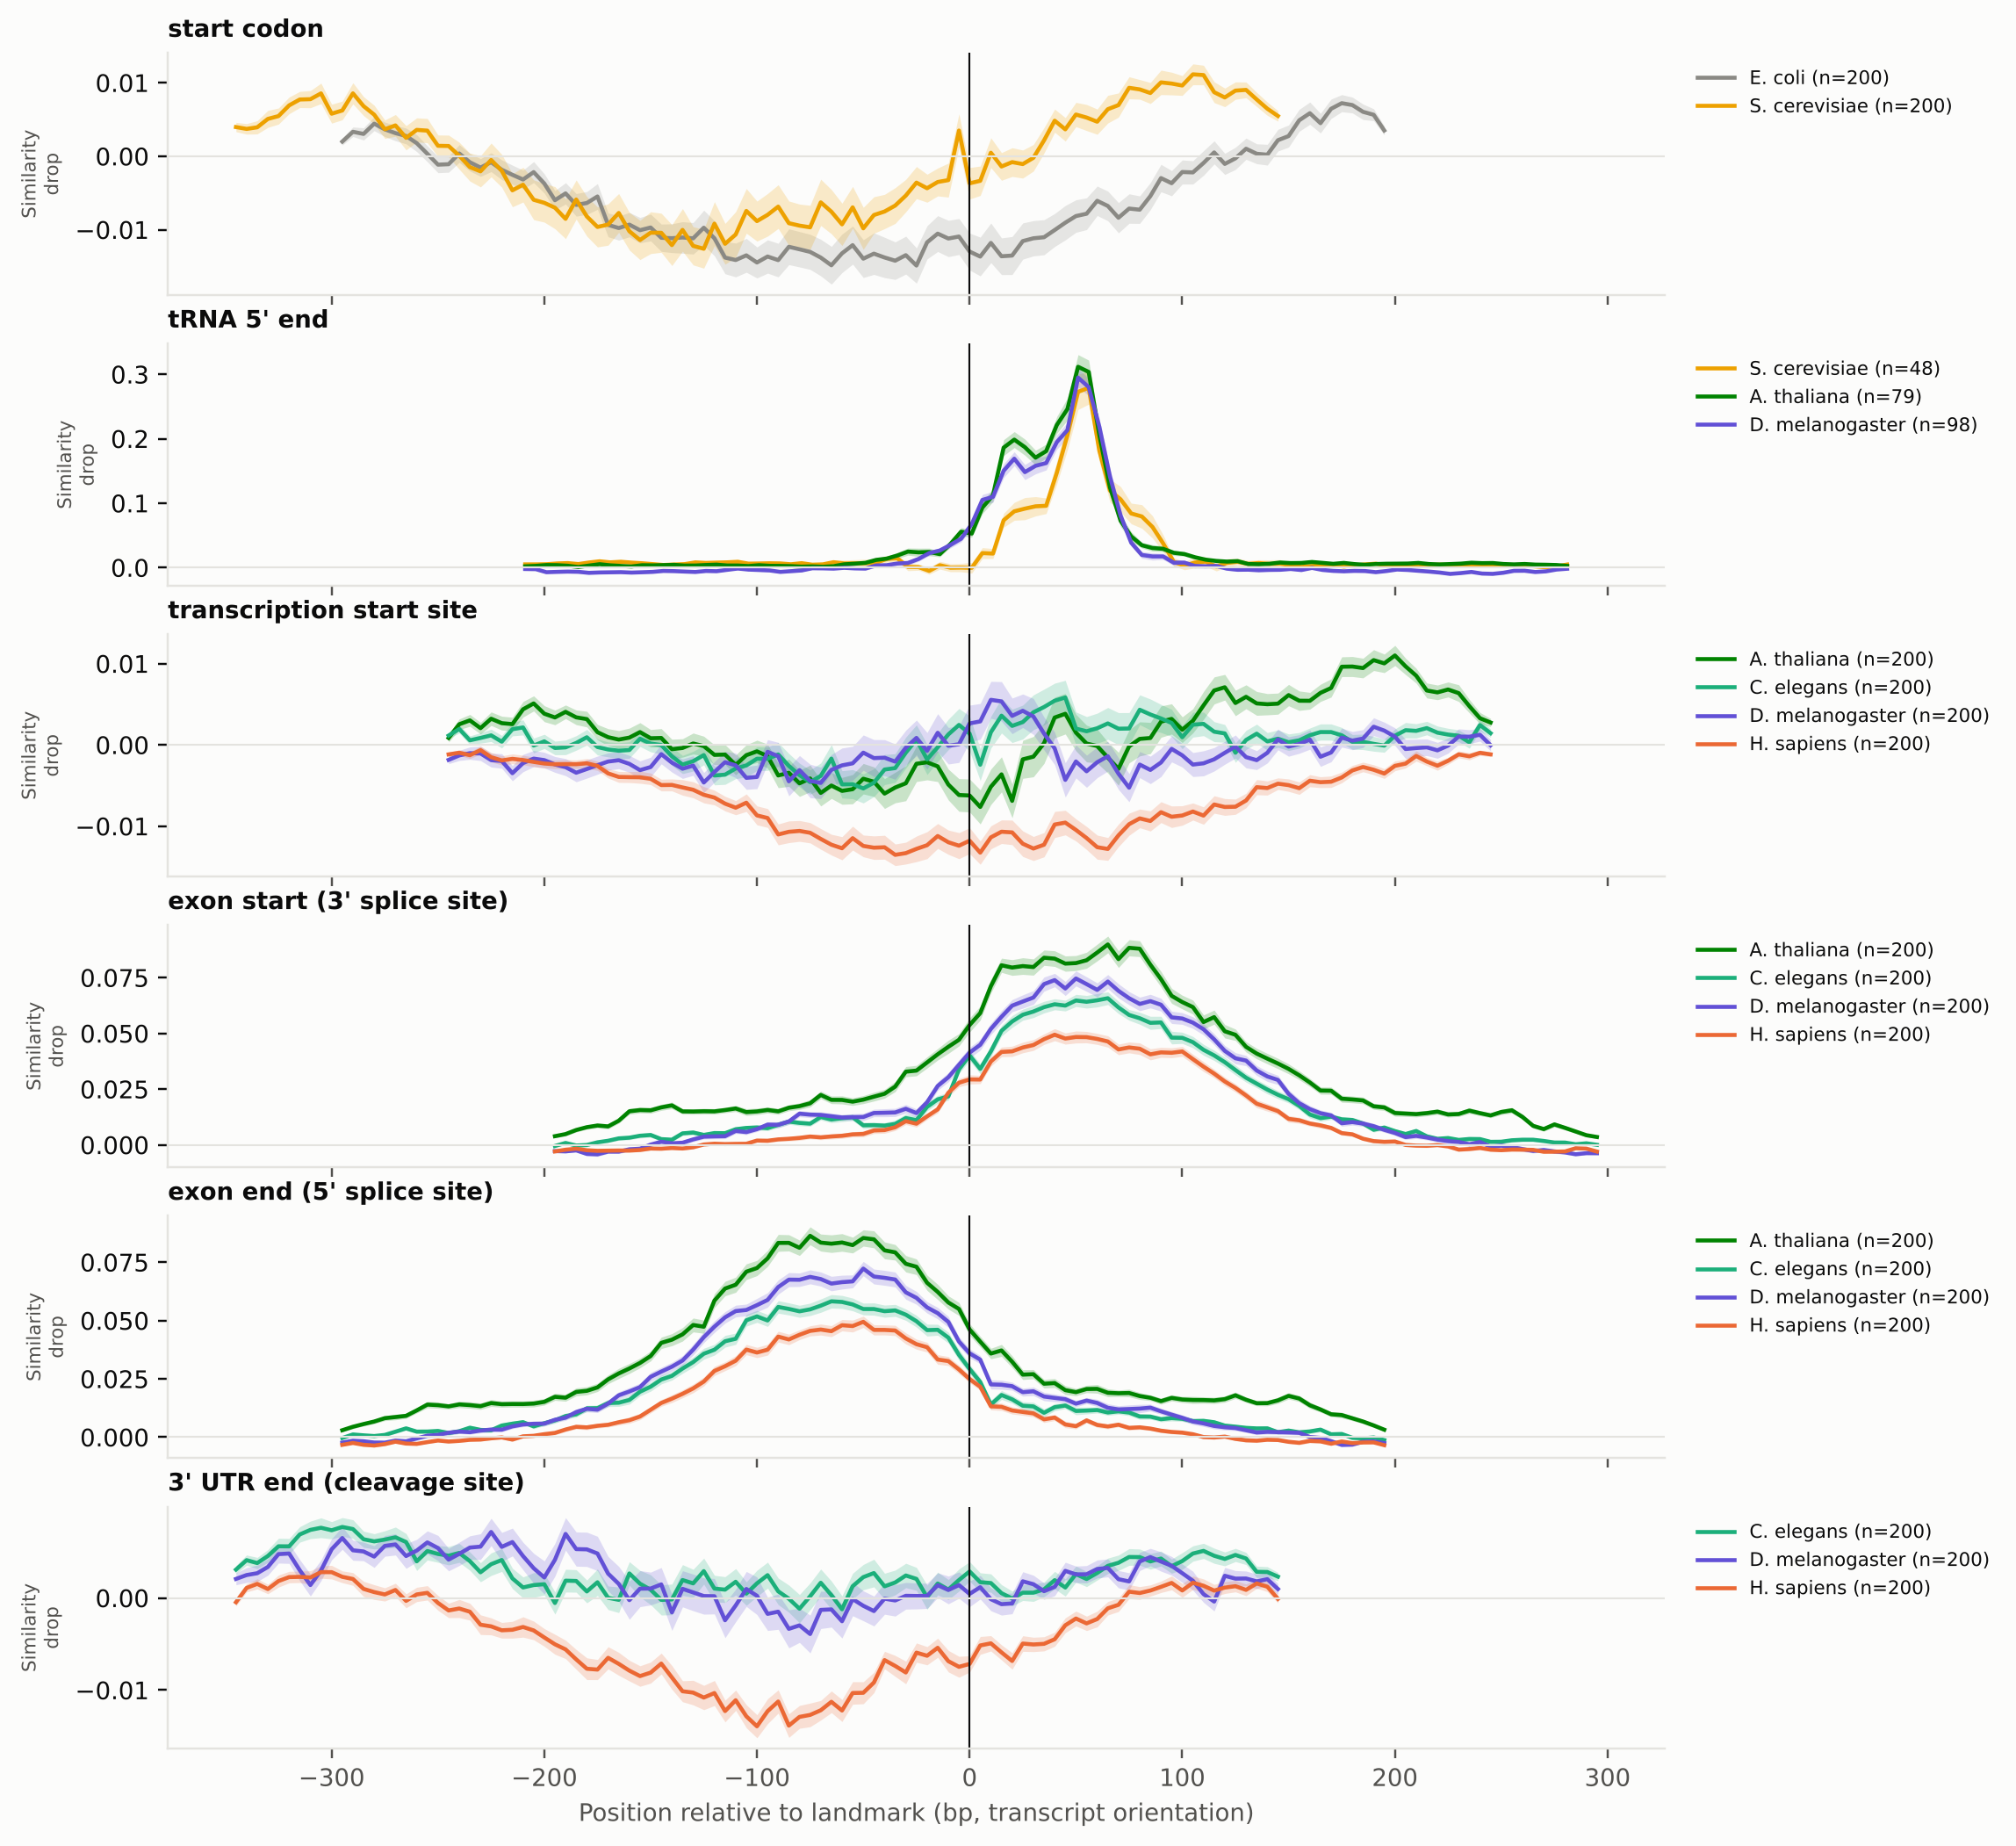 start codon
0.01
0.00
−0.01
Similarity
drop
E. coli (n=200)
S. cerevisiae (n=200)
tRNA 5' end
0.3
0.2
0.1
0.0
Similarity
drop
S. cerevisiae (n=48)
A. thaliana (n=79)
D. melanogaster (n=98)
transcription start site
0.01
0.00
−0.01
Similarity
drop
A. thaliana (n=200)
C. elegans (n=200)
D. melanogaster (n=200)
H. sapiens (n=200)
exon start (3' splice site)
0.075
0.050
0.025
0.000
Similarity
drop
A. thaliana (n=200)
C. elegans (n=200)
D. melanogaster (n=200)
H. sapiens (n=200)
exon end (5' splice site)
0.075
0.050
0.025
0.000
Similarity
drop
A. thaliana (n=200)
C. elegans (n=200)
D. melanogaster (n=200)
H. sapiens (n=200)
3' UTR end (cleavage site)
0.00
−0.01
Similarity
drop
C. elegans (n=200)
D. melanogaster (n=200)
H. sapiens (n=200)
−300 −200 −100 0 100 200 300
Position relative to landmark (bp, transcript orientation)